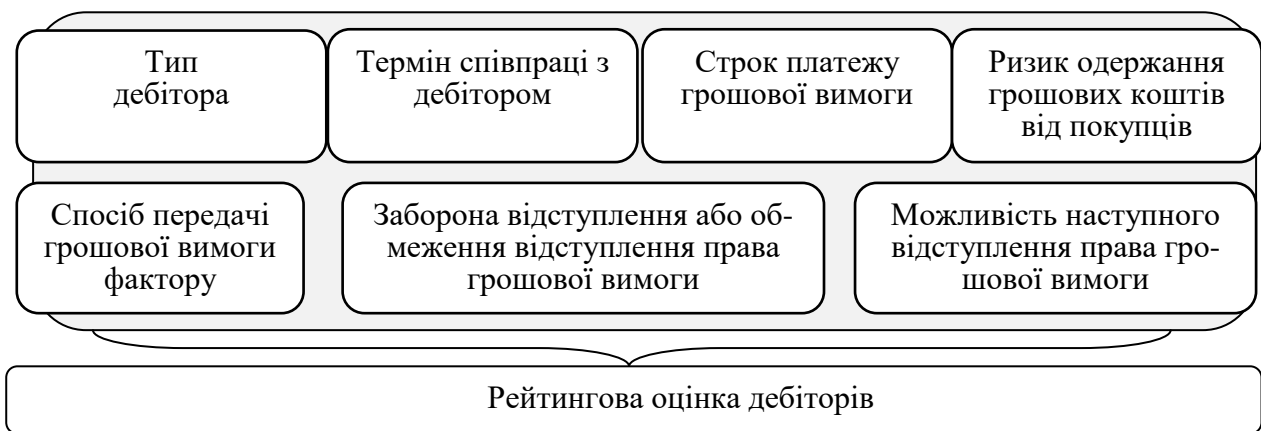 Тип
дебітора
Термін співпраці з
дебітором
Строк платежу
грошової вимоги
Ризик одержання
грошових коштів
від покупців
Спосіб передачі
грошової вимоги
фактору
Заборона відступлення або об-
меження відступлення права
грошової вимоги
Можливість наступного
відступлення права гро-
шової вимоги
Рейтингова оцінка дебіторів